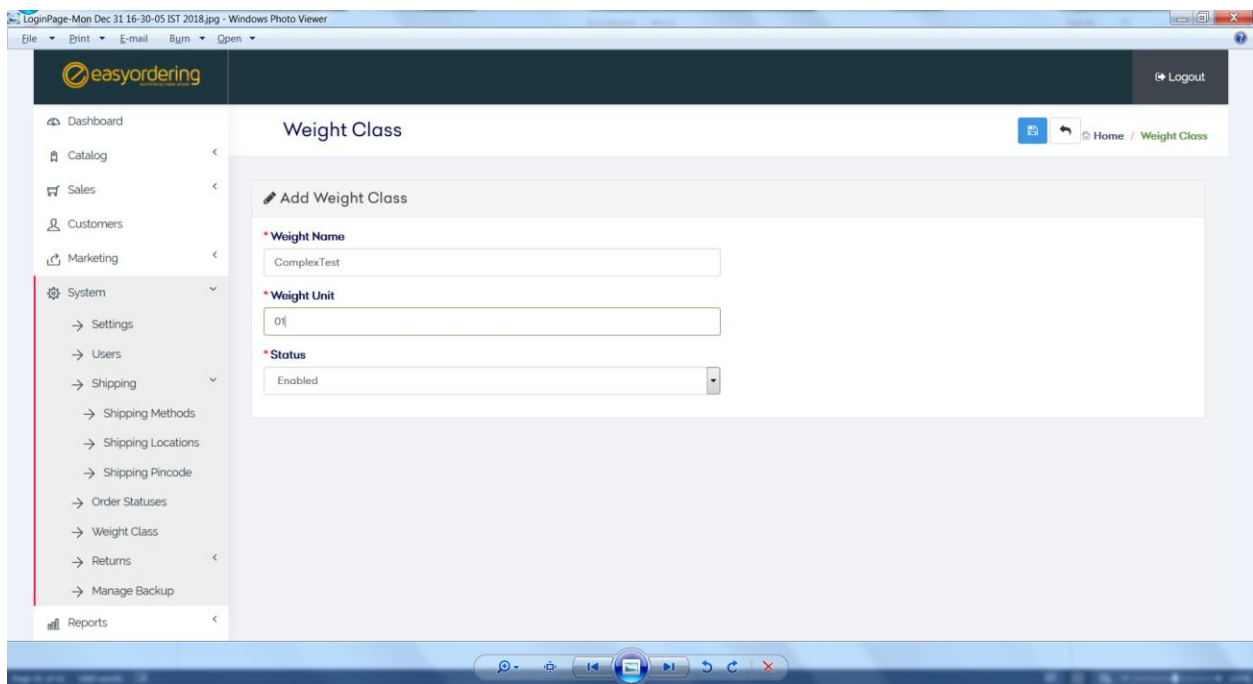 LoginPage-Mon Dec 31 16-30-05 IST 2018.jpg - Windows Photo Viewer
File Print E-mail Burn Open
easyordering
Logout
Dashboard
Catalog
Sales
Customers
Marketing
System
Settings
Users
Shipping
Shipping Methods
Shipping Locations
Shipping Pincode
Order Statuses
Weight Class
Returns
Manage Backup
Reports
Weight Class
Home / Weight Class
Add Weight Class
* Weight Name
ComplexTest
* Weight Unit
01
* Status
Enabled